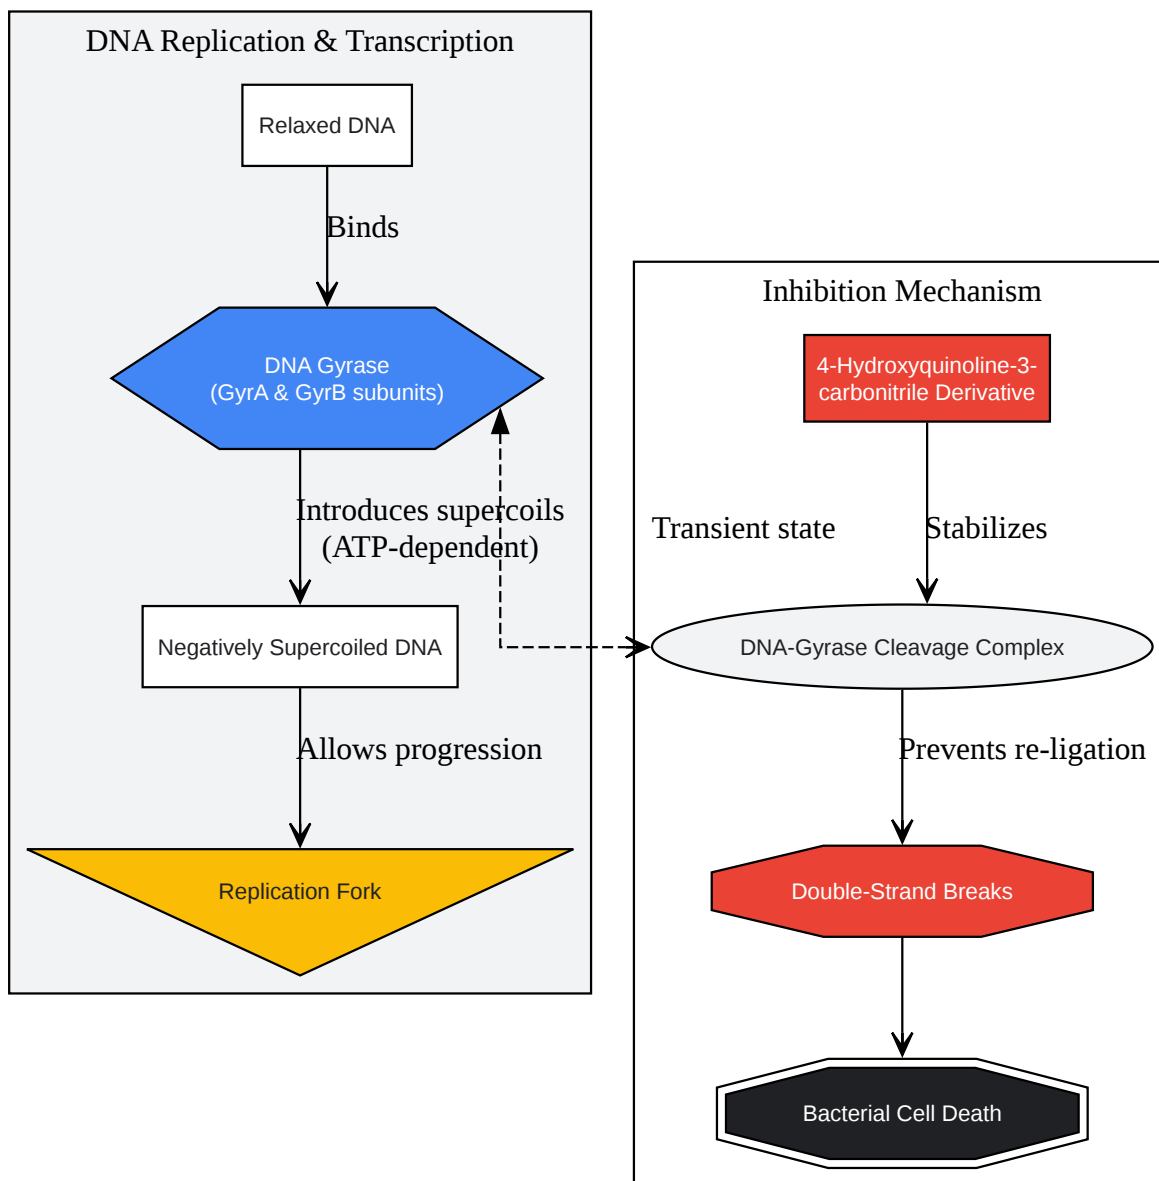 DNA Replication & Transcription
Relaxed DNA
Binds
DNA Gyrase
(GyrA & GyrB subunits)
Introduces supercoils
(ATP-dependent)
Negatively Supercoiled DNA
Allows progression
Replication Fork
Inhibition Mechanism
4-Hydroxyquinoline-3-
carbonitrile Derivative
Transient state
Stabilizes
DNA-Gyrase Cleavage Complex
Prevents re-ligation
Double-Strand Breaks
Bacterial Cell Death